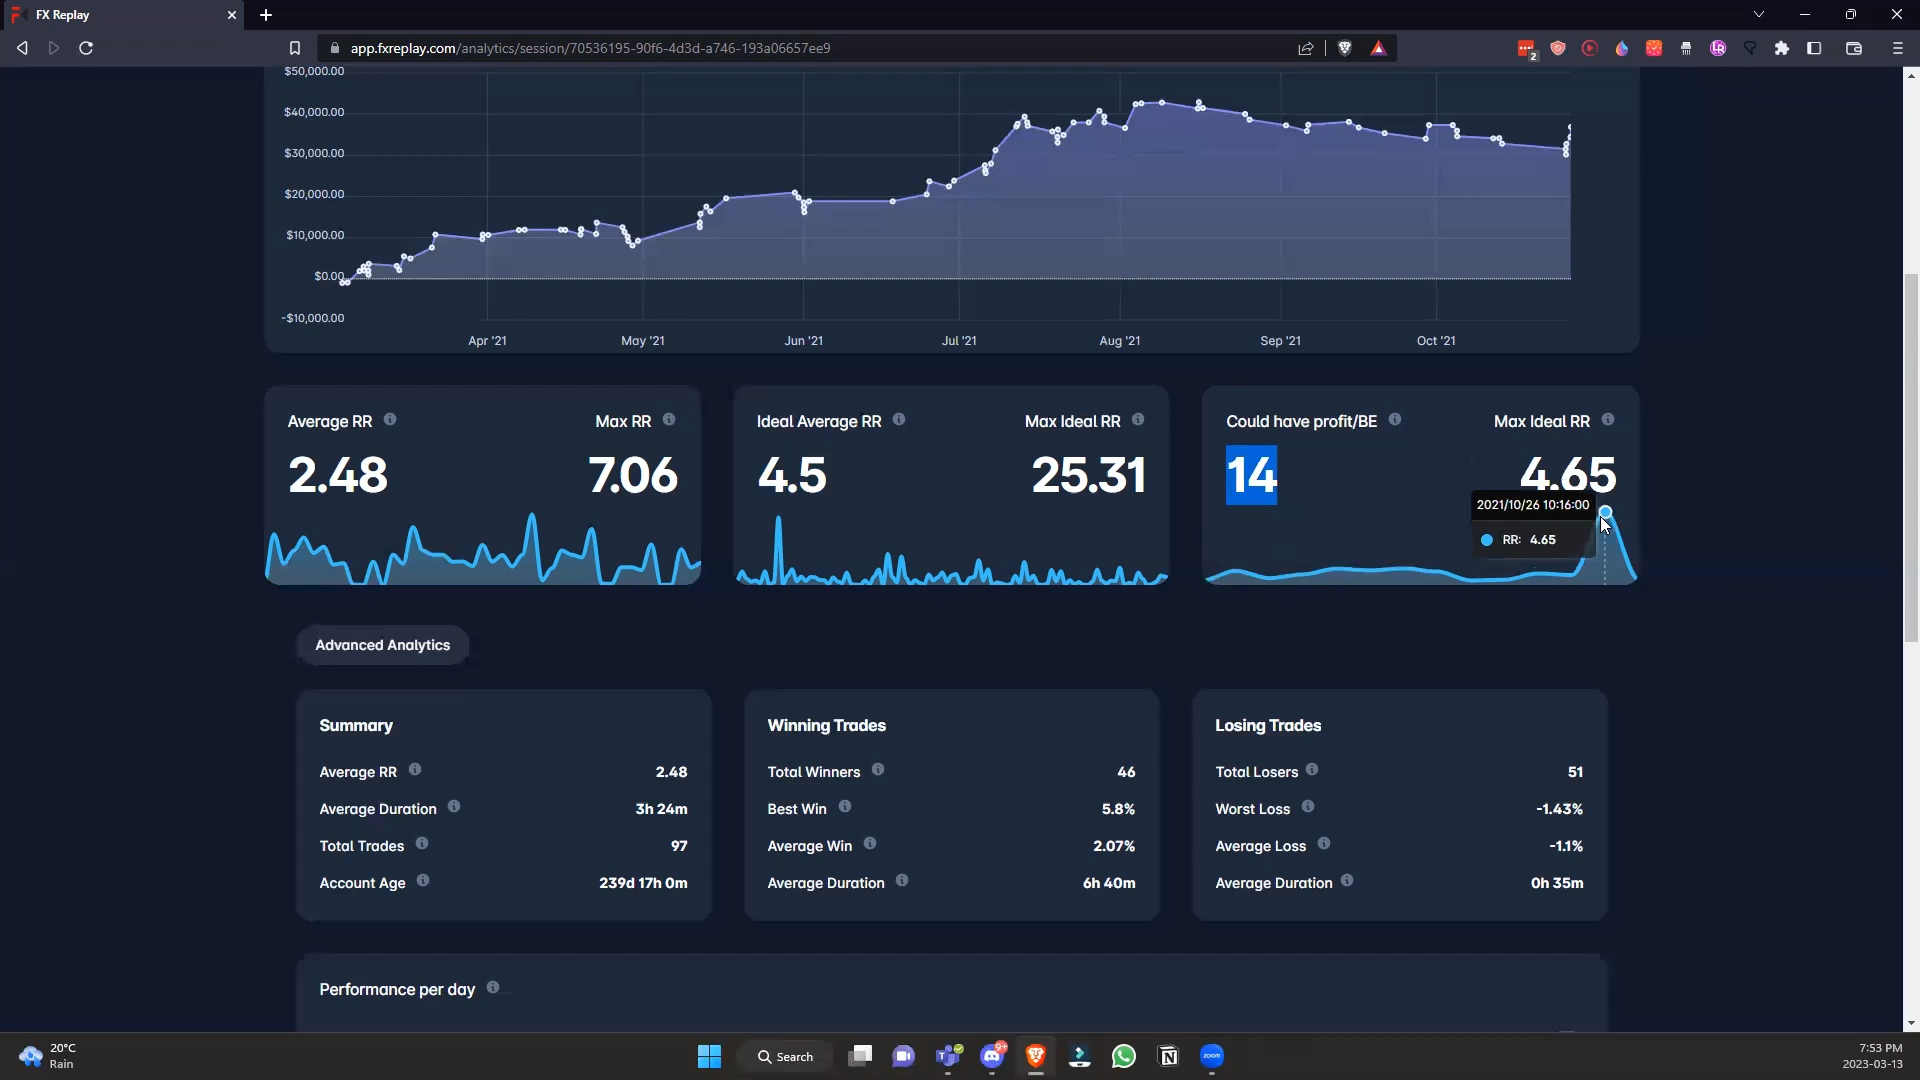 FX Replay
app.fxreplay.com/analytics/session/70536195-90f6-4d3d-a746-193a06657ee9
2
$50,000.00
$40,000.00
$30,000.00
$20,000.00
$10,000.00
$0.00
-$10,000.00
Apr '21 May '21 Jun '21 Jul '21 Aug '21 Sep '21 Oct '21
Average RR Max RR
2.48 7.06
Ideal Average RR Max Ideal RR
4.5 25.31
Could have profit/BE Max Ideal RR
14 4.65
2021/10/26 10:16:00
RR: 4.65
Advanced Analytics
Summary
Average RR 2.48
Average Duration 3h 24m
Total Trades 97
Account Age 239d 17h 0m
Winning Trades
Total Winners 46
Best Win 5.8%
Average Win 2.07%
Average Duration 6h 40m
Losing Trades
Total Losers 51
Worst Loss -1.43%
Average Loss -1.1%
Average Duration 0h 35m
Performance per day
20°C
Rain
Search
9+
zoom
7:53 PM
2023-03-13